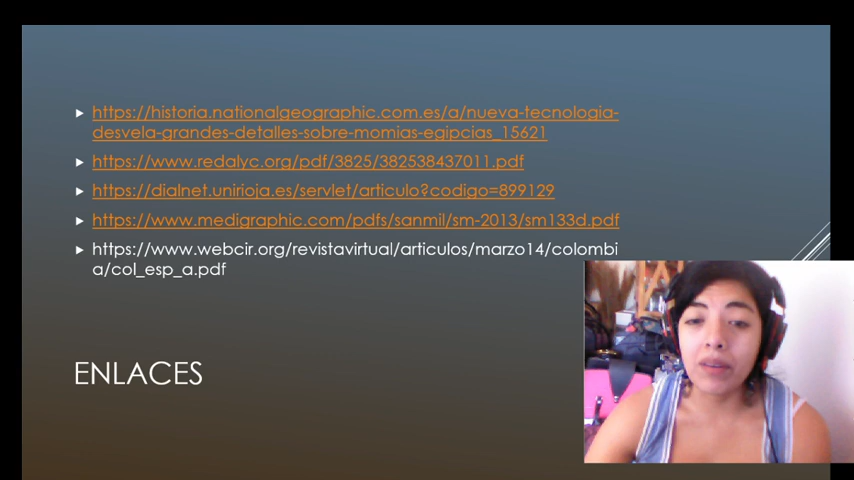 https://historia.nationalgeographic.com.es/a/nueva-tecnologia-
desvela-grandes-detalles-sobre-momias-egipcias_15621
https://www.redalyc.org/pdf/3825/382538437011.pdf
https://dialnet.unirioja.es/servlet/articulo?codigo=899129
https://www.medigraphic.com/pdfs/sanmil/sm-2013/sm133d.pdf
https://www.webcir.org/revistavirtual/articulos/marzo14/colombi
a/col_esp_a.pdf
ENLACES